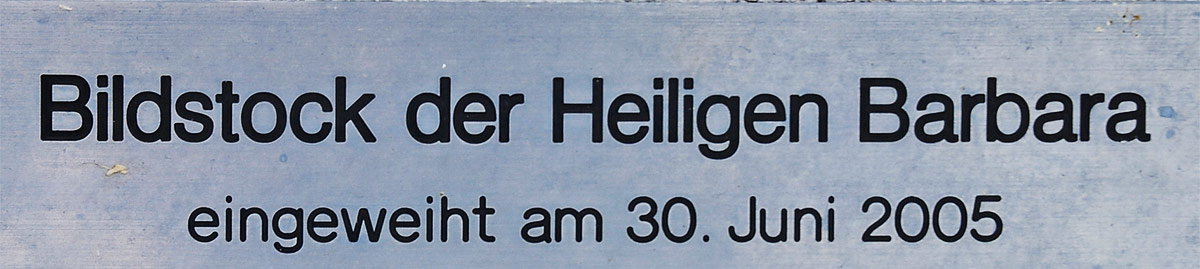 Bildstock der Heiligen Barbara
eingeweiht am 30. Juni 2005